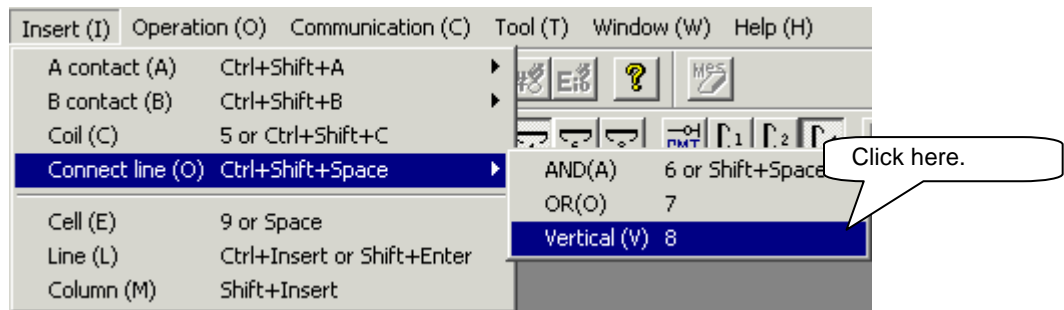 Insert (I) Operation (O) Communication (C) Tool (T) Window (W) Help (H)
A contact (A) Ctrl+Shift+A
B contact (B) Ctrl+Shift+B
Coil (C) 5 or Ctrl+Shift+C
Connect line (O) Ctrl+Shift+Space
Cell (E) 9 or Space
Line (L) Ctrl+Insert or Shift+Enter
Column (M) Shift+Insert
AND(A) 6 or Shift+Space
OR(O) 7
Vertical (V) 8
Click here.
Mes